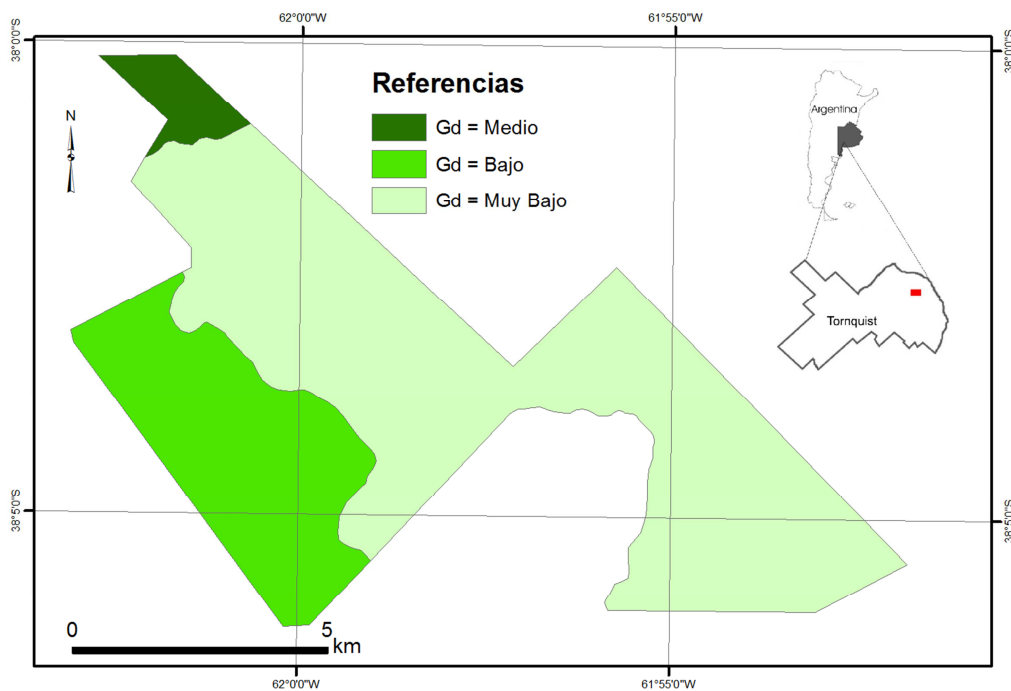 62°0'0"W
61°55'0"W
38°0'0"S
38°0'0"S
Referencias
Gd = Medio
Gd = Bajo
Gd = Muy Bajo
N
Argentina
Tornquist
38°5'0"S
38°5'0"S
0
5
km
62°0'0"W
61°55'0"W